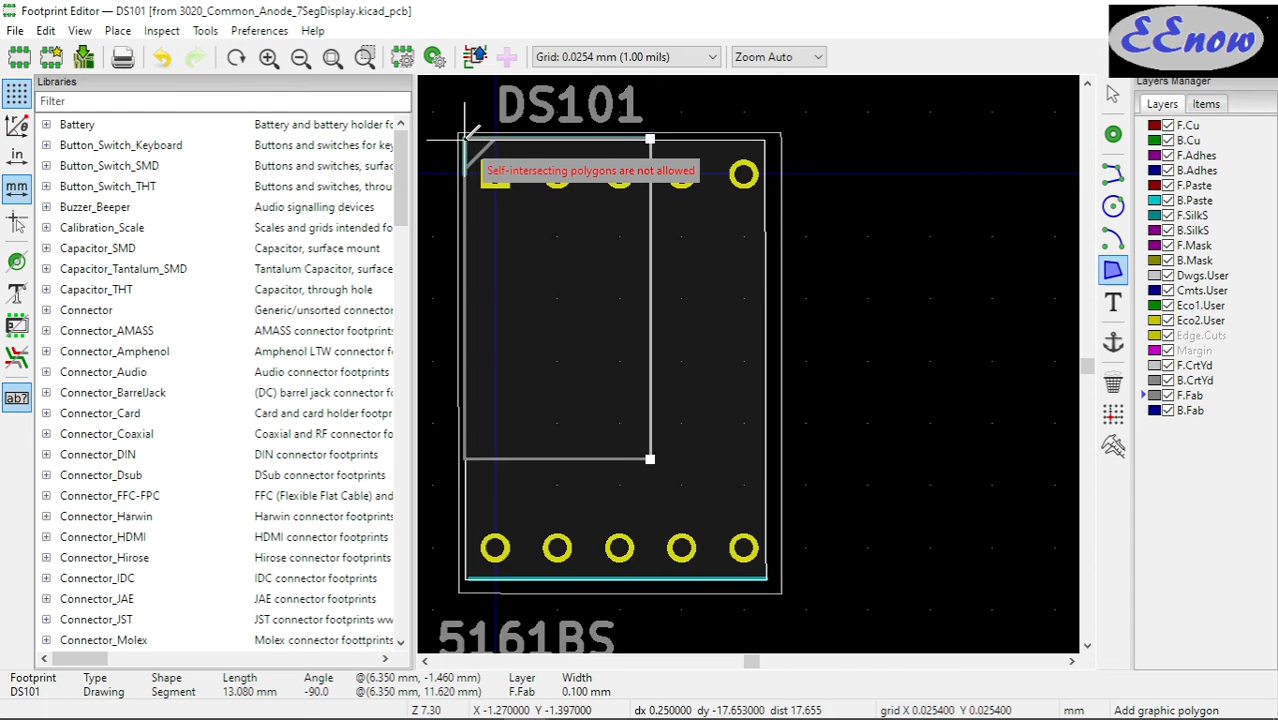 Footprint Editor — DS101 [from 3020_Common_Anode_7SegDisplay.kicad_pcb]
EEnow
File Edit View Place Inspect Tools Preferences Help
Grid: 0.0254 mm (1.00 mils)
Zoom Auto
Libraries
Filter
Battery Battery and battery holder fo
Button_Switch_Keyboard Buttons and switches for key
Button_Switch_SMD Buttons and switches, surfac
Button_Switch_THT Buttons and switches, throu
Buzzer_Beeper Audio signalling devices
Calibration_Scale Scales and grids intended fo
Capacitor_SMD Capacitor, surface mount
Capacitor_Tantalum_SMD Tantalum Capacitor, surface
Capacitor_THT Capacitor, through hole
Connector Generic/unsorted connector
Connector_AMASS AMASS connector footprints
Connector_Amphenol Amphenol LTW connector fo
Connector_Audio Audio connector footprints
Connector_BarrelJack (DC) barrel jack connector f
Connector_Card Card and card holder footpr
Connector_Coaxial Coaxial and RF connector fo
Connector_DIN DIN connector footprints
Connector_Dsub DSub connector footprints
Connector_FFC-FPC FFC (Flexible Flat Cable) and
Connector_Harwin Harwin connector footprints
Connector_HDMI HDMI connector footprints
Connector_Hirose Hirose connector footprints
Connector_IDC IDC connector footprints
Connector_JAE JAE connector footprints
Connector_JST JST connector footprints ww
Connector_Molex Molex connector foottprints
in
mm
ab?
DS101
Self-intersecting polygons are not allowed
5161BS
Layers Manager
Layers Items
F.Cu
B.Cu
F.Adhes
B.Adhes
F.Paste
B.Paste
F.SilkS
B.SilkS
F.Mask
B.Mask
Dwgs.User
Cmts.User
Eco1.User
Eco2.User
Edge.Cuts
Margin
F.CrtYd
B.CrtYd
F.Fab
B.Fab
Footprint Type Shape Length Angle @(6.350 mm, -1.460 mm) Layer Width
DS101 Drawing Segment 13.080 mm -90.0 @(6.350 mm, 11.620 mm) F.Fab 0.100 mm
Z 7.30 X -1.270000 Y -1.397000 dx 0.250000 dy -17.653000 dist 17.655 grid X 0.025400 Y 0.025400 mm Add graphic polygon